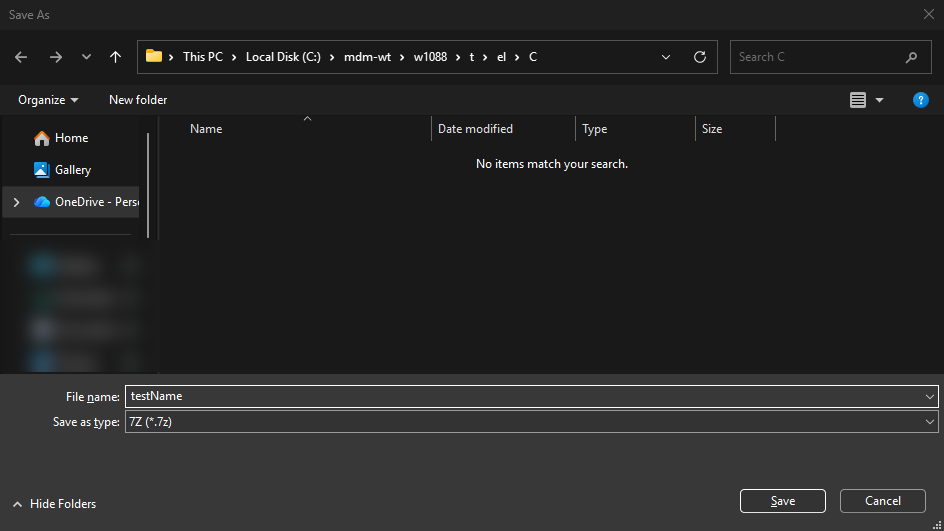 Save As
This PC > Local Disk (C:) > mdm-wt > w1088 > t > el > C
Search C
Organize
New folder
?
Name
Date modified
Type
Size
No items match your search.
Home
Gallery
OneDrive - Perso
File name: testName
Save as type: 7Z (*.7z)
Hide Folders
Save
Cancel